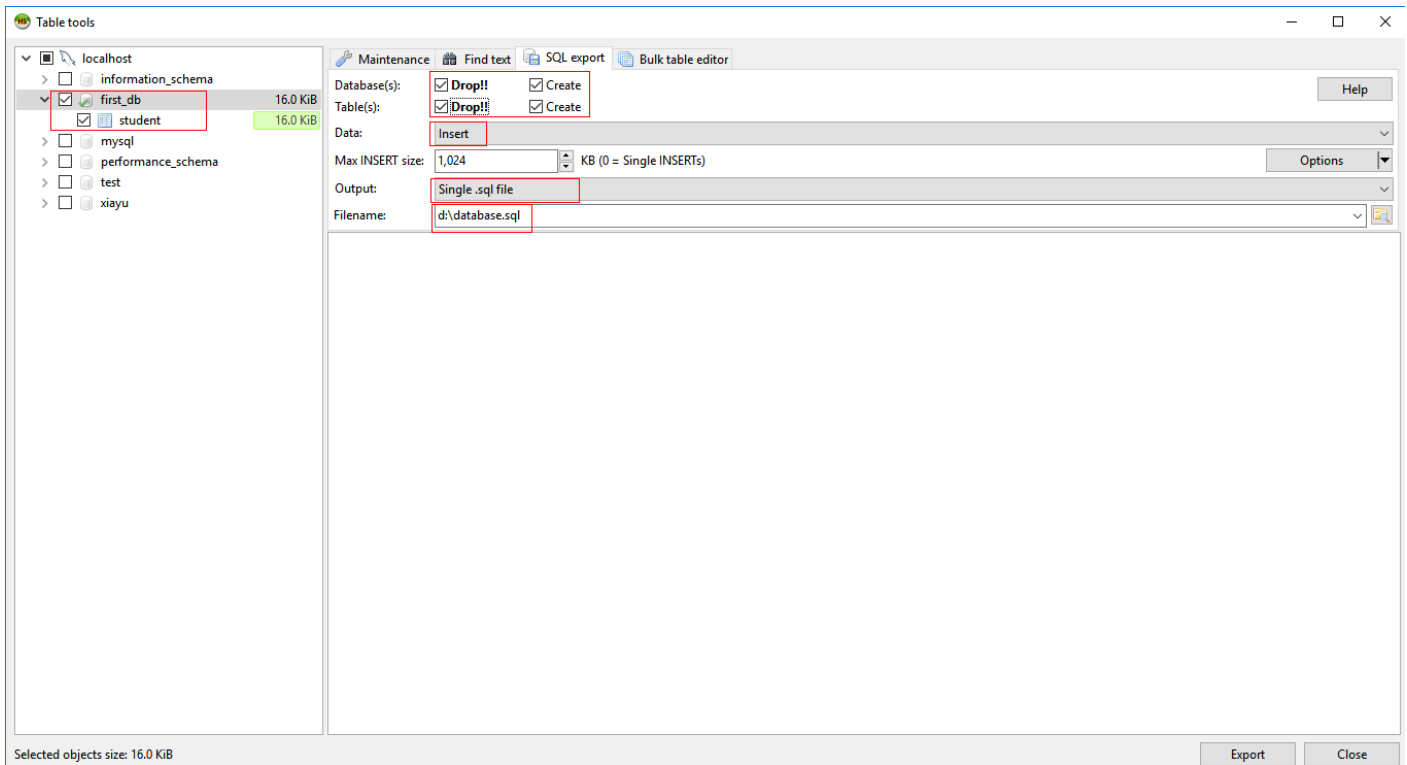 Table tools
localhost
information_schema
first_db 16.0 KiB
student 16.0 KiB
mysql
performance_schema
test
xiayu
Maintenance Find text SQL export Bulk table editor
Database(s): Drop!! Create
Help
Table(s): Drop!! Create
Data: Insert
Max INSERT size: 1,024 KB (0 = Single INSERTs) Options
Output: Single .sql file
Filename: d:\database.sql
Selected objects size: 16.0 KiB
Export Close